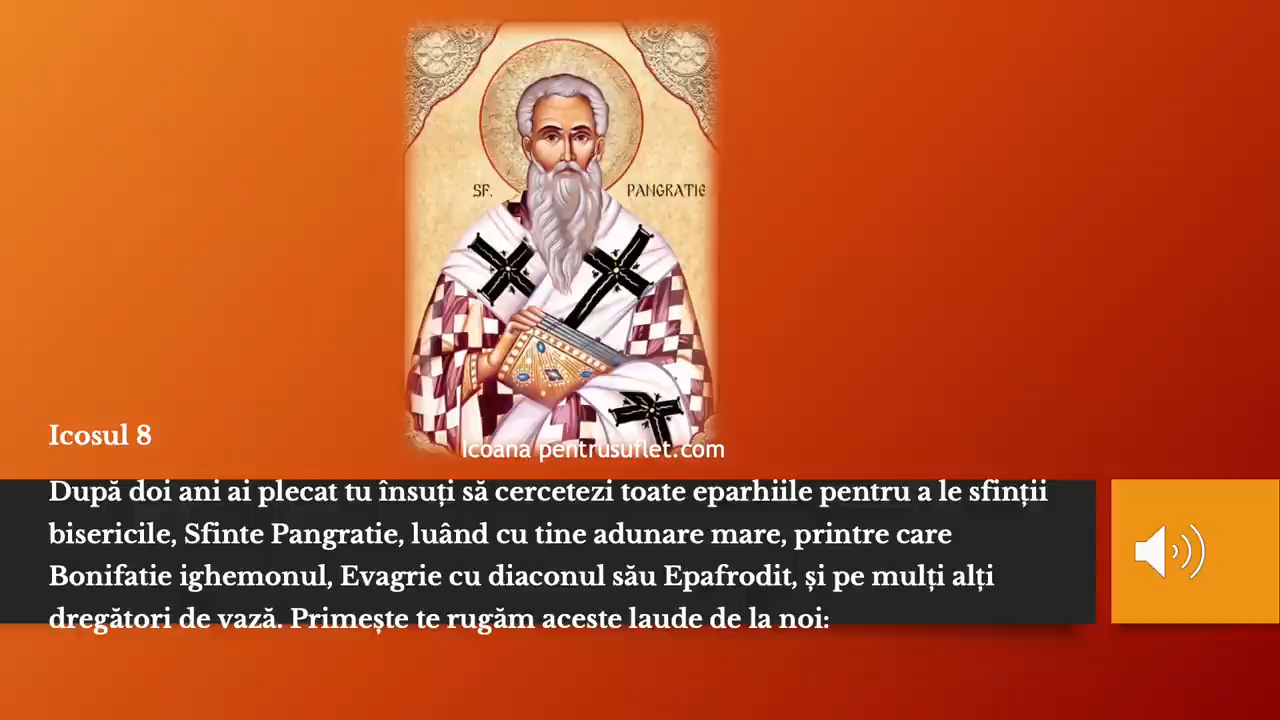 SF. PANGRATIE
Icoana pentrusuflet.com
Icosul 8
După doi ani ai plecat tu însuți să cercetezi toate eparhiile pentru a le sfinții
bisericile, Sfinte Pangratie, luând cu tine adunare mare, printre care
Bonifatie ighemonul, Evagrie cu diaconul său Epafrodit, și pe mulți alți
dregători de vază. Primește te rugăm aceste laude de la noi: